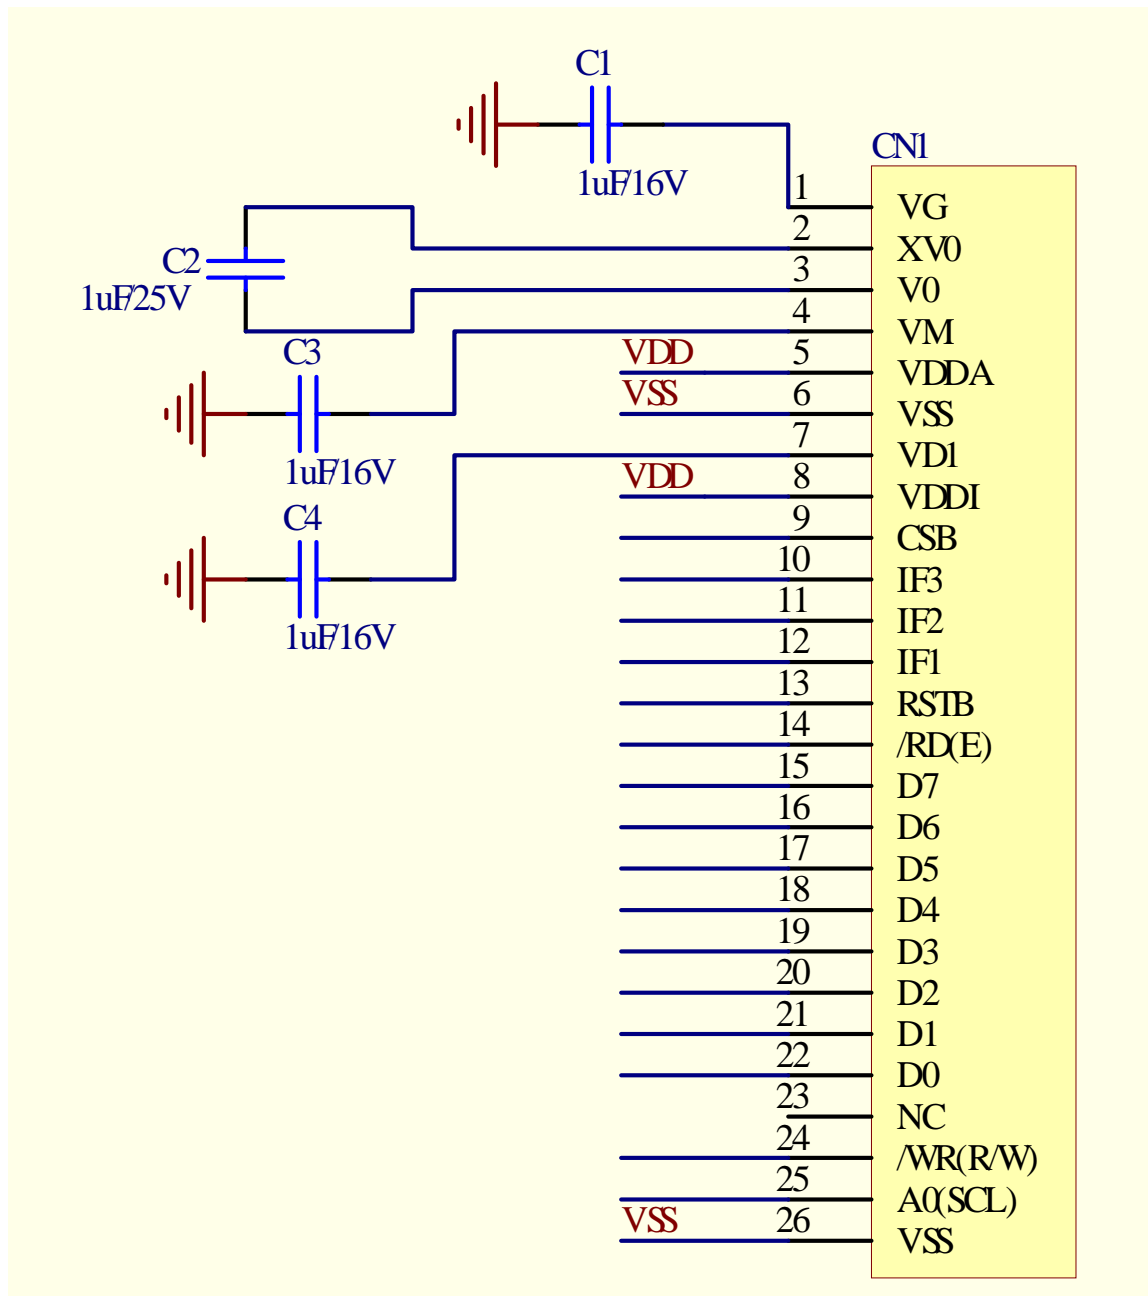 C1
1uF/16V
CN1
1 VG
2 XV0
C2
1uF/25V
3 V0
4 VM
C3
1uF/16V
VDD 5 VDDA
VSS 6 VSS
7 VD1
VDD 8 VDDI
C4
1uF/16V
9 CSB
10 IF3
11 IF2
12 IF1
13 RSTB
14 /RD(E)
15 D7
16 D6
17 D5
18 D4
19 D3
20 D2
21 D1
22 D0
23 NC
24 /WR(R/W)
25 A0(SCL)
VSS 26 VSS